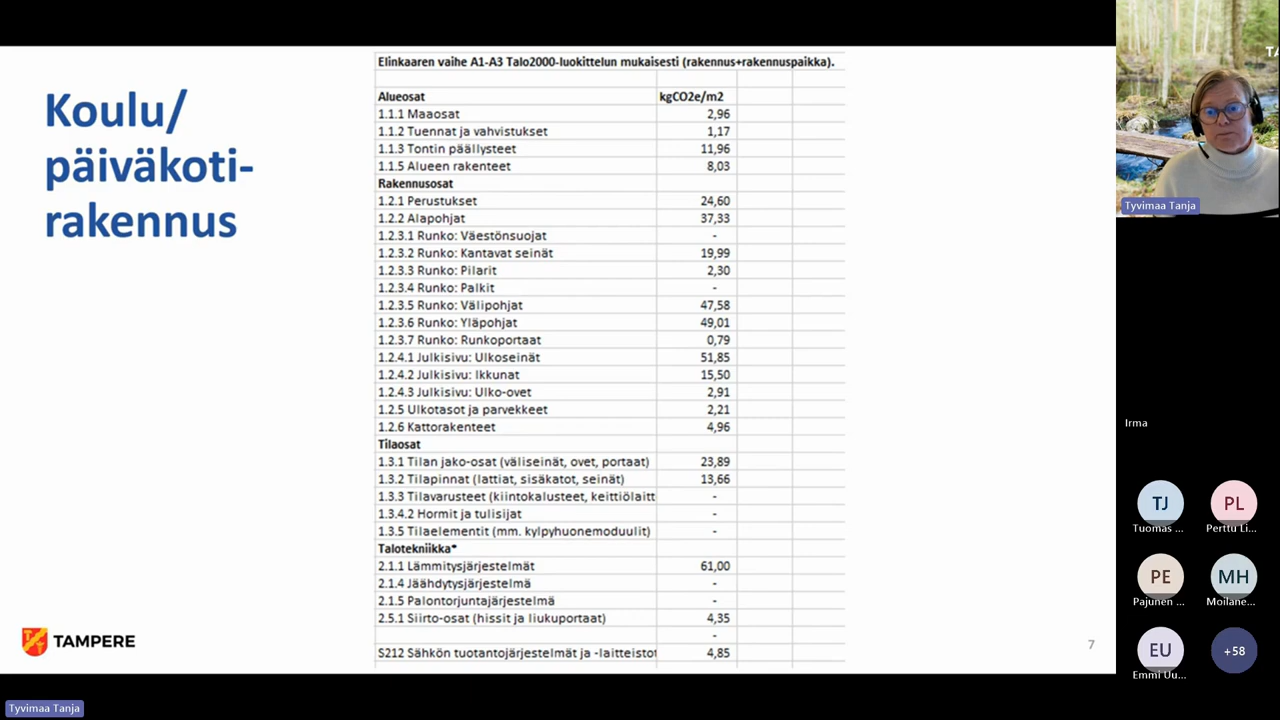 Koulu/
päiväkoti-
rakennus
Elinkaaren vaihe A1-A3 Talo2000-luokittelun mukaisesti (rakennus+rakennuspaikka).
Alueosat kgCO2e/m2
1.1.1 Maaosat 2,96
1.1.2 Tuennat ja vahvistukset 1,17
1.1.3 Tontin päällysteet 11,96
1.1.5 Alueen rakenteet 8,03
Rakennusosat
1.2.1 Perustukset 24,60
1.2.2 Alapohjat 37,33
1.2.3.1 Runko: Väestönsuojat -
1.2.3.2 Runko: Kantavat seinät 19,99
1.2.3.3 Runko: Pilarit 2,30
1.2.3.4 Runko: Palkit -
1.2.3.5 Runko: Välipohjat 47,58
1.2.3.6 Runko: Yläpohjat 49,01
1.2.3.7 Runko: Runkoportaat 0,79
1.2.4.1 Julkisivu: Ulkoseinät 51,85
1.2.4.2 Julkisivu: Ikkunat 15,50
1.2.4.3 Julkisivu: Ulko-ovet 2,91
1.2.5 Ulkotasot ja parvekkeet 2,21
1.2.6 Kattorakenteet 4,96
Tilaosat
1.3.1 Tilan jako-osat (väliseinät, ovet, portaat) 23,89
1.3.2 Tilapinnat (lattiat, sisäkatot, seinät) 13,66
1.3.3 Tilavarusteet (kiintokalusteet, keittiölaitt -
1.3.4.2 Hormit ja tulisijat -
1.3.5 Tilaelementit (mm. kylpyhuonemoduulit) -
Talotekniikka*
2.1.1 Lämmitysjärjestelmät 61,00
2.1.4 Jäähdytysjärjestelmä -
2.1.5 Palontorjuntajärjestelmä -
2.5.1 Siirto-osat (hissit ja liukuportaat) 4,35
-
S212 Sähkön tuotantojärjestelmät ja -laitteistot 4,85
TAMPERE
7
TA
Tyvimaa Tanja
Irma
TJ PL
Tuomas ... Perttu Li...
PE MH
Pajunen ... Moilane...
EU +58
Emmi Uu...
Tyvimaa Tanja